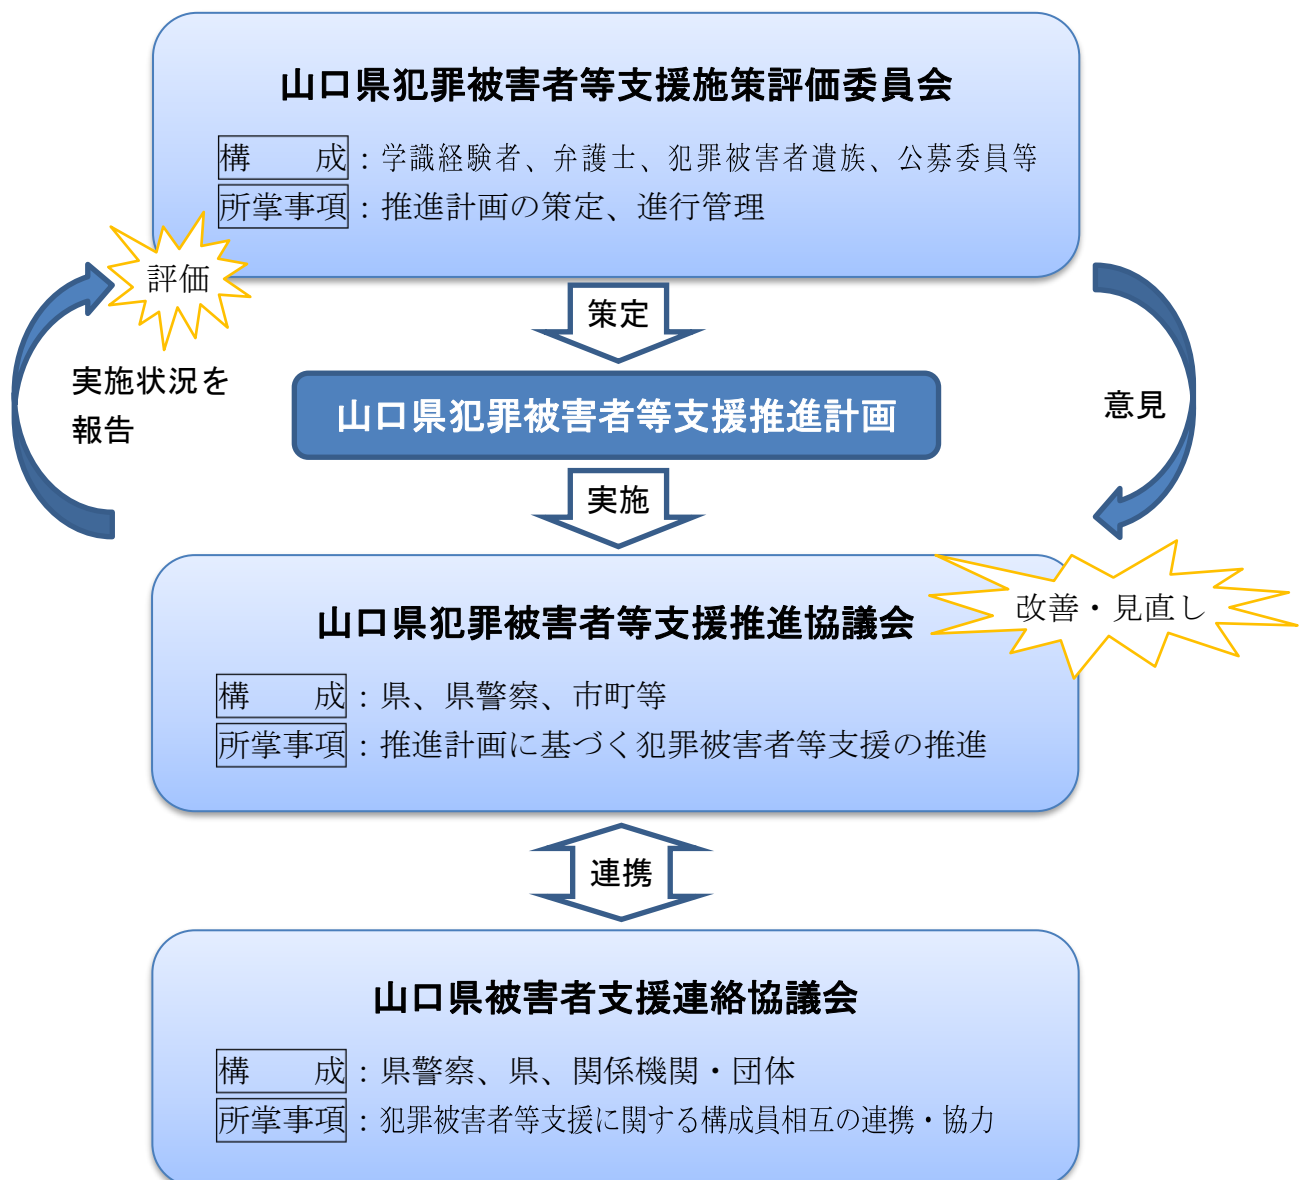 山口県犯罪被害者等支援施策評価委員会
構　　成：学識経験者、弁護士、犯罪被害者遺族、公募委員等
所掌事項：推進計画の策定、進行管理
評価
策定
実施状況を
報告
山口県犯罪被害者等支援推進計画
意見
実施
改善・見直し
山口県犯罪被害者等支援推進協議会
構　　成：県、県警察、市町等
所掌事項：推進計画に基づく犯罪被害者等支援の推進
連携
山口県被害者支援連絡協議会
構　　成：県警察、県、関係機関・団体
所掌事項：犯罪被害者等支援に関する構成員相互の連携・協力